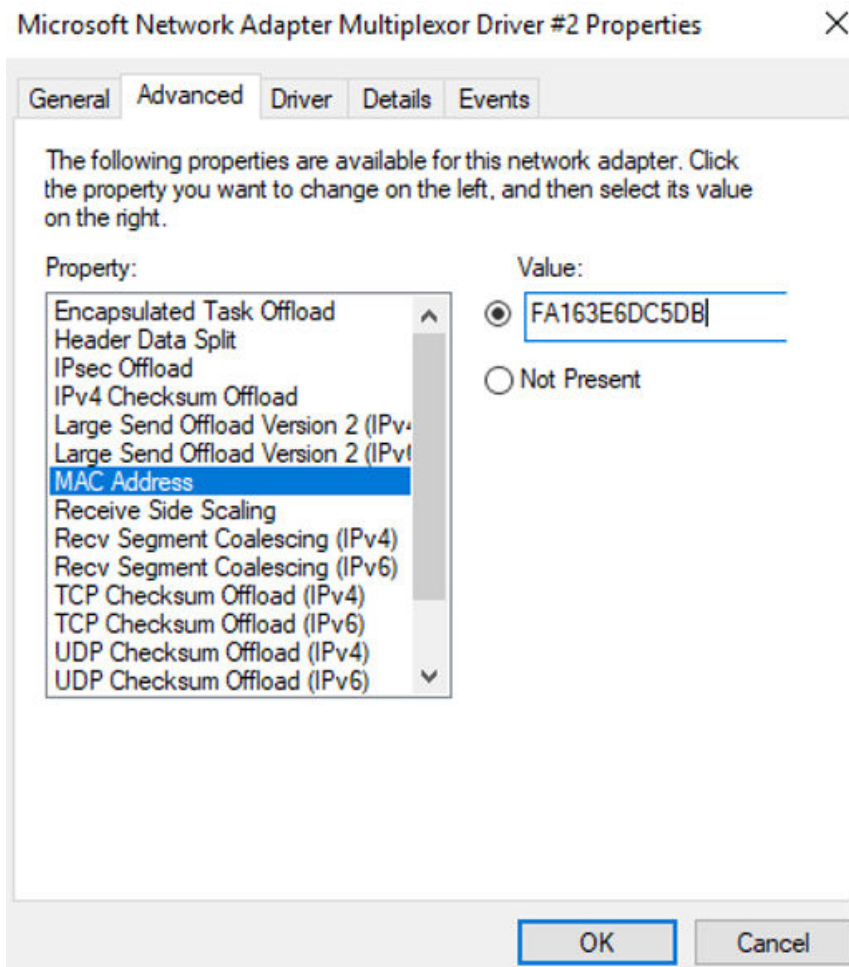 Microsoft Network Adapter Multiplexor Driver #2 Properties
General Advanced Driver Details Events
The following properties are available for this network adapter. Click
the property you want to change on the left, and then select its value
on the right.
Property:
Value:
Encapsulated Task Offload
Header Data Split
IPsec Offload
IPv4 Checksum Offload
Large Send Offload Version 2 (IPv4
Large Send Offload Version 2 (IPv6
MAC Address
Receive Side Scaling
Recv Segment Coalescing (IPv4)
Recv Segment Coalescing (IPv6)
TCP Checksum Offload (IPv4)
TCP Checksum Offload (IPv6)
UDP Checksum Offload (IPv4)
UDP Checksum Offload (IPv6)
FA163E6DC5DB
Not Present
OK Cancel